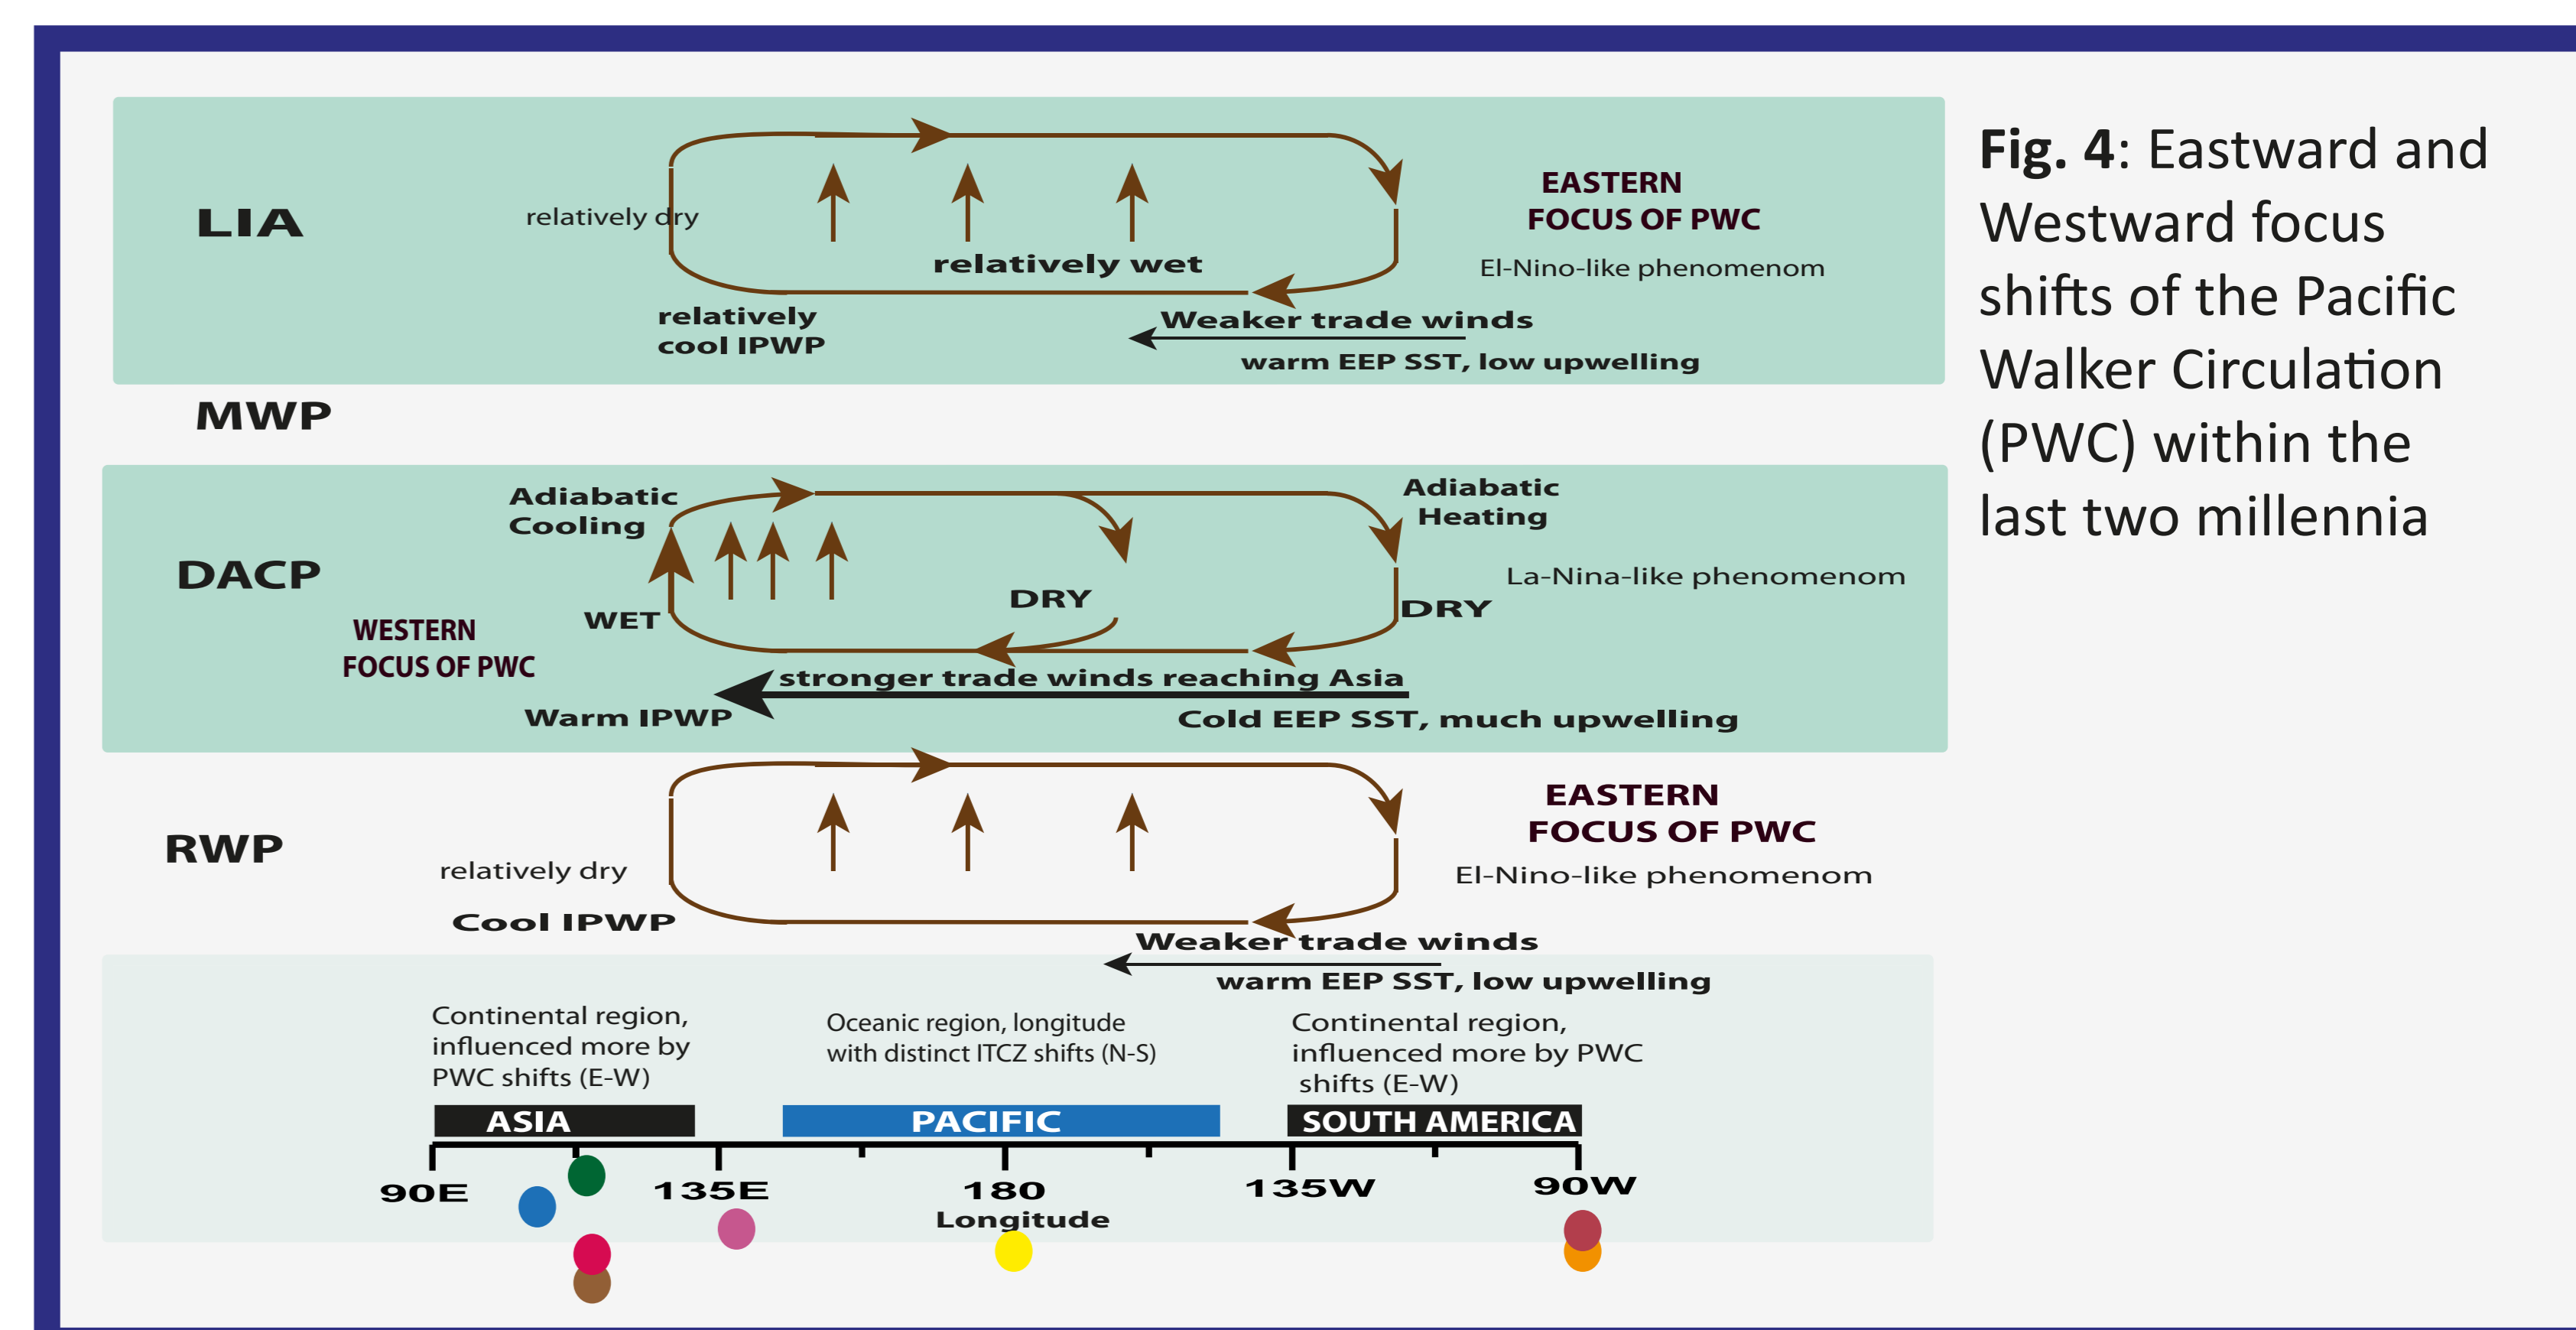 Fig. 4: Eastward and
Westward focus
shifts of the Pacific
Walker Circulation
(PWC) within the
last two millennia
LIA
relatively dry
relatively wet
EASTERN
FOCUS OF PWC
El-Nino-like phenomenom
relatively
cool IPWP
Weaker trade winds
warm EEP SST, low upwelling
MWP
DACP
Adiabatic
Cooling
Adiabatic
Heating
La-Nina-like phenomenom
WET
DRY
DRY
WESTERN
FOCUS OF PWC
stronger trade winds reaching Asia
Warm IPWP
Cold EEP SST, much upwelling
RWP
relatively dry
Cool IPWP
EASTERN
FOCUS OF PWC
El-Nino-like phenomenom
Weaker trade winds
warm EEP SST, low upwelling
Continental region,
influenced more by
PWC shifts (E-W)
Oceanic region, longitude
with distinct ITCZ shifts (N-S)
Continental region,
influenced more by PWC
shifts (E-W)
ASIA
PACIFIC
SOUTH AMERICA
90E
135E
180
135W
90W
Longitude